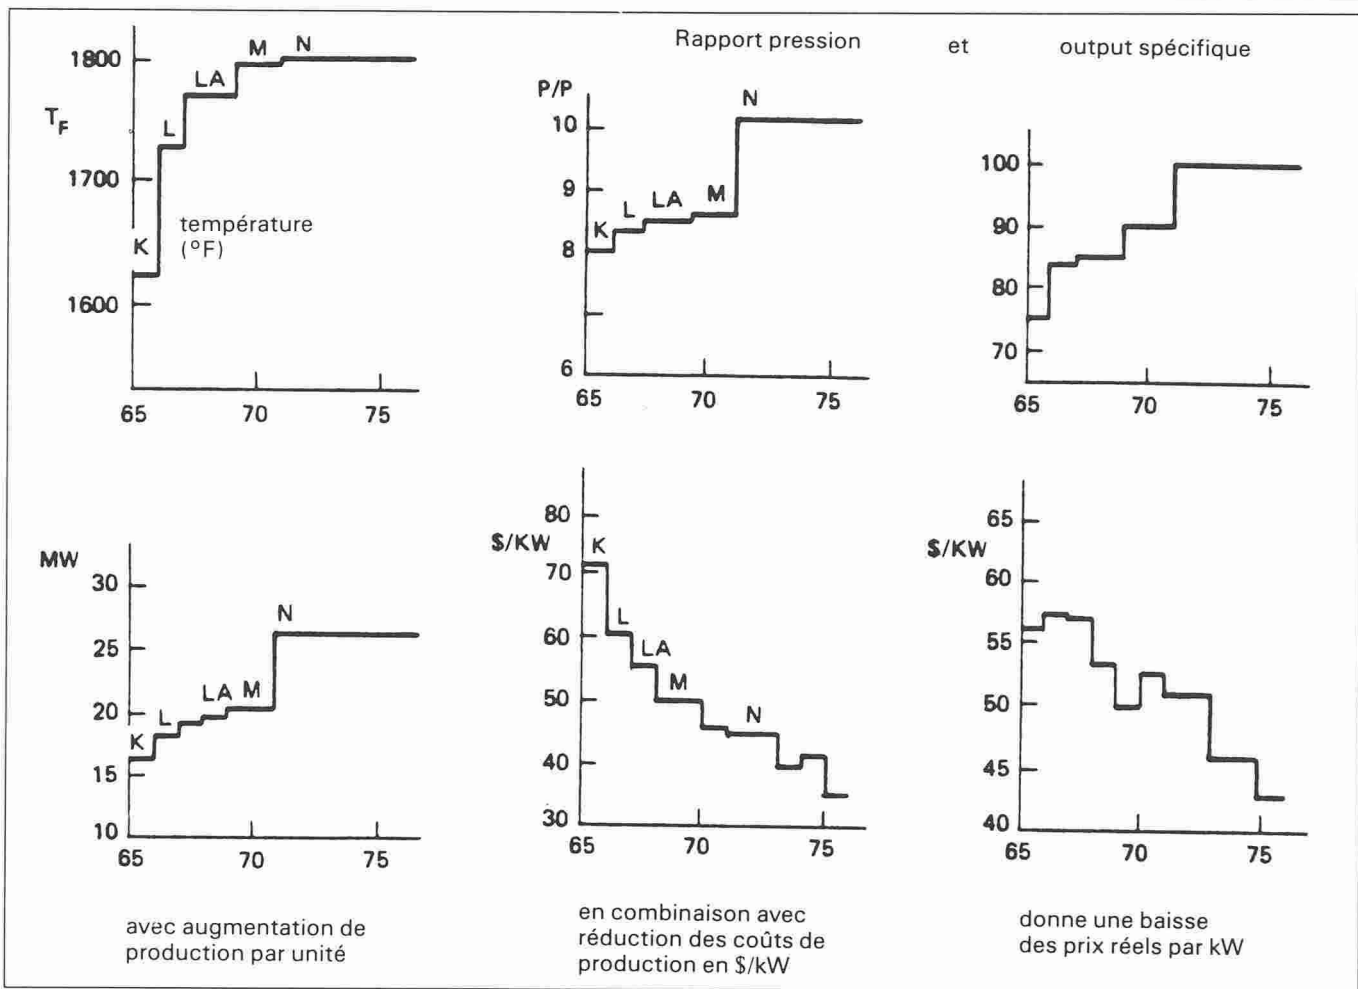 Rapport pression et output spécifique
T_F
1800
1700
1600
K
L
LA
M
N
température
(°F)
65 70 75
P/P
10
9
8
6
K
L
LA
M
N
65 70 75
100
90
80
70
65 70 75
MW
30
25
20
15
10
K
L
LA
M
N
65 70 75
avec augmentation de
production par unité
$/KW
80
70
60
50
40
30
K
L
LA
M
N
65 70 75
en combinaison avec
réduction des coûts de
production en $/kW
$/KW
65
60
55
50
45
40
65 70 75
donne une baisse
des prix réels par kW